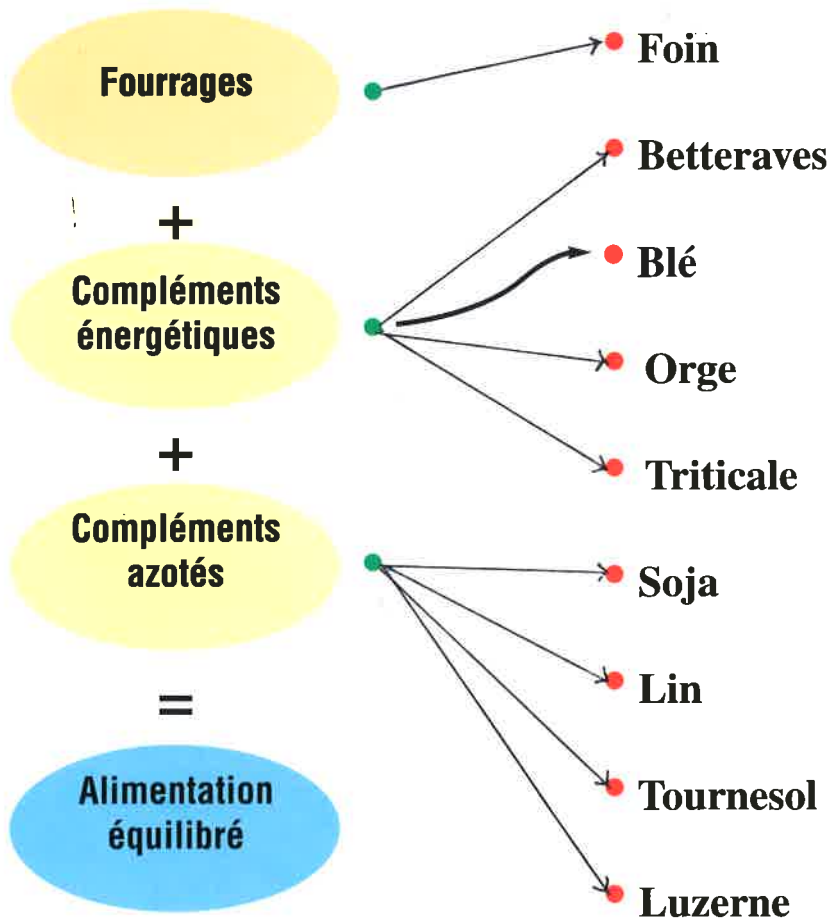 Fourrages
+
Compléments
énergétiques
+
Compléments
azotés
=
Alimentation
équilibré
Foin
Betteraves
Blé
Orge
Triticale
Soja
Lin
Tournesol
Luzerne